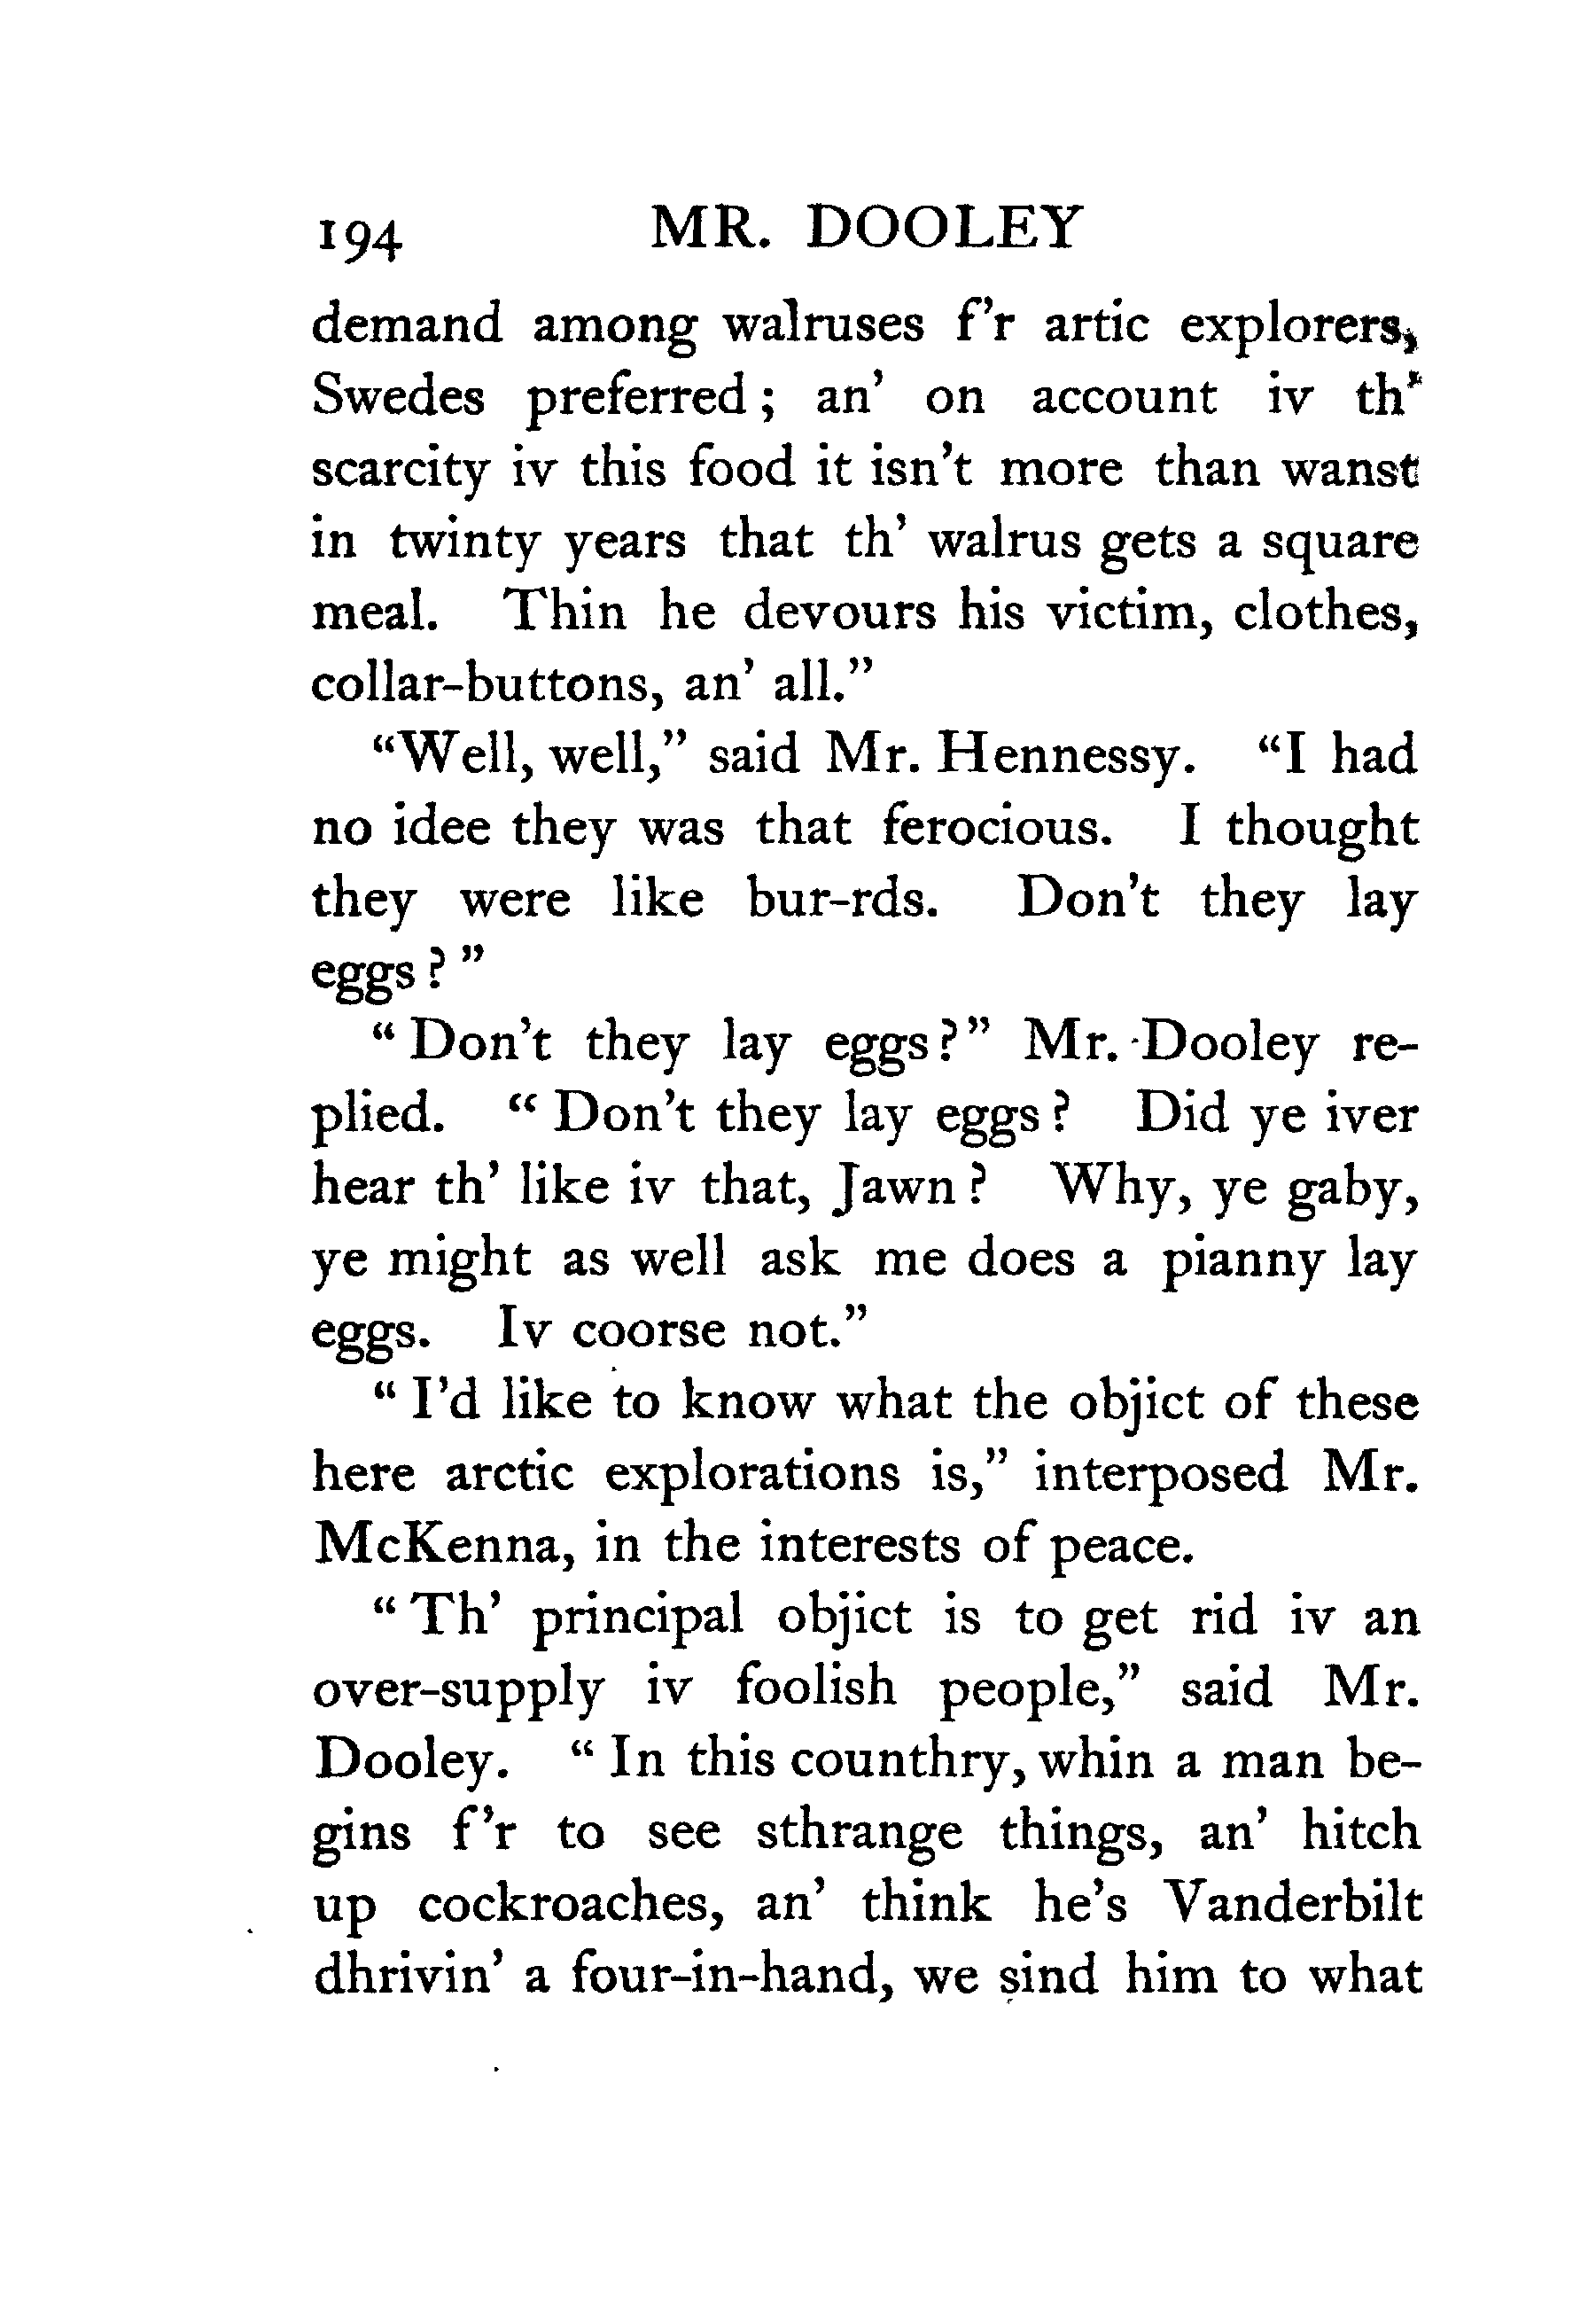 194 MR. DOOLEY
demand among walruses f'r artic explorers,
Swedes preferred; an' on account iv th'
scarcity iv this food it isn't more than wanst
in twinty years that th' walrus gets a square
meal. Thin he devours his victim, clothes,
collar-buttons, an' all."
"Well, well," said Mr. Hennessy. "I had
no idee they was that ferocious. I thought
they were like bur-rds. Don't they lay
eggs?"
"Don't they lay eggs?" Mr. Dooley re-
plied. "Don't they lay eggs? Did ye iver
hear th' like iv that, Jawn? Why, ye gaby,
ye might as well ask me does a pianny lay
eggs. Iv coorse not."
"I'd like to know what the objict of these
here arctic explorations is," interposed Mr.
McKenna, in the interests of peace.
"Th' principal objict is to get rid iv an
over-supply iv foolish people," said Mr.
Dooley. "In this counthry, whin a man be-
gins f'r to see sthrange things, an' hitch
up cockroaches, an' think he's Vanderbilt
dhrivin' a four-in-hand, we sind him to what